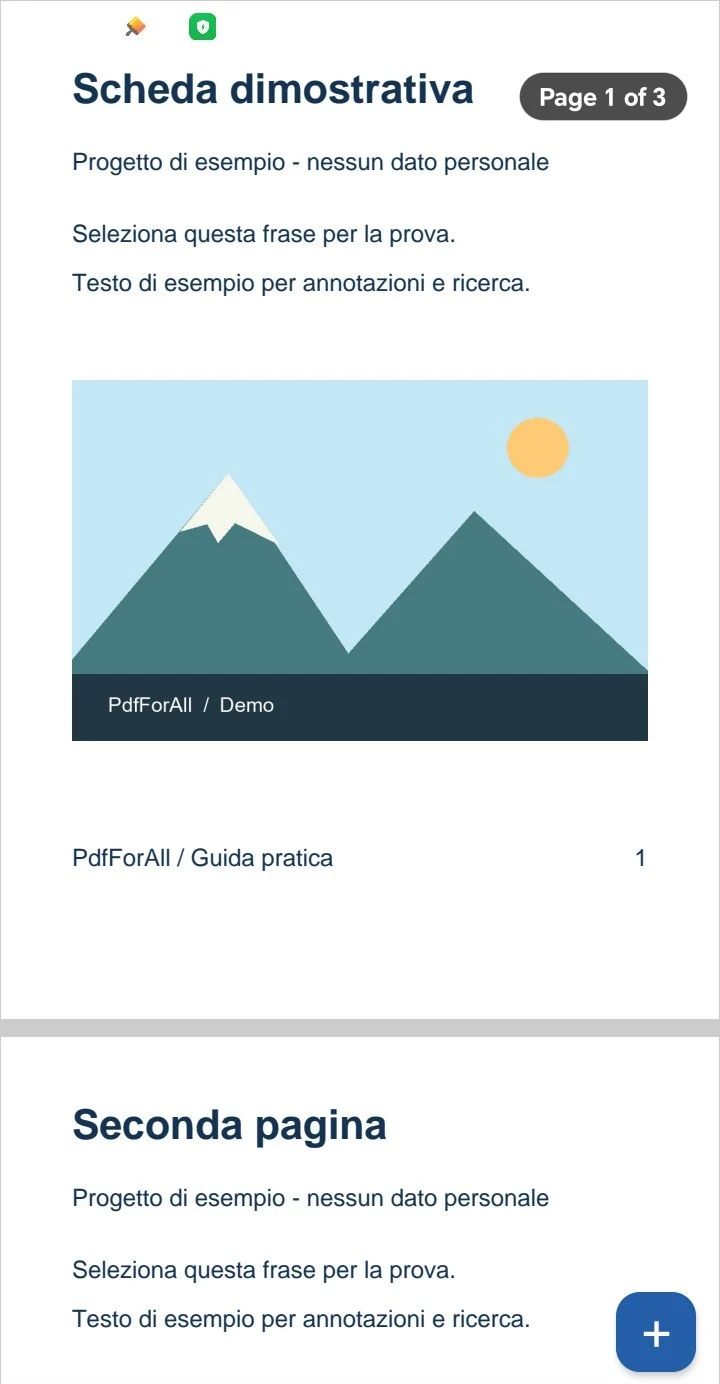 Scheda dimostrativa
Page 1 of 3
Progetto di esempio - nessun dato personale
Seleziona questa frase per la prova.
Testo di esempio per annotazioni e ricerca.
PdfForAll / Demo
PdfForAll / Guida pratica
1
Seconda pagina
Progetto di esempio - nessun dato personale
Seleziona questa frase per la prova.
Testo di esempio per annotazioni e ricerca.